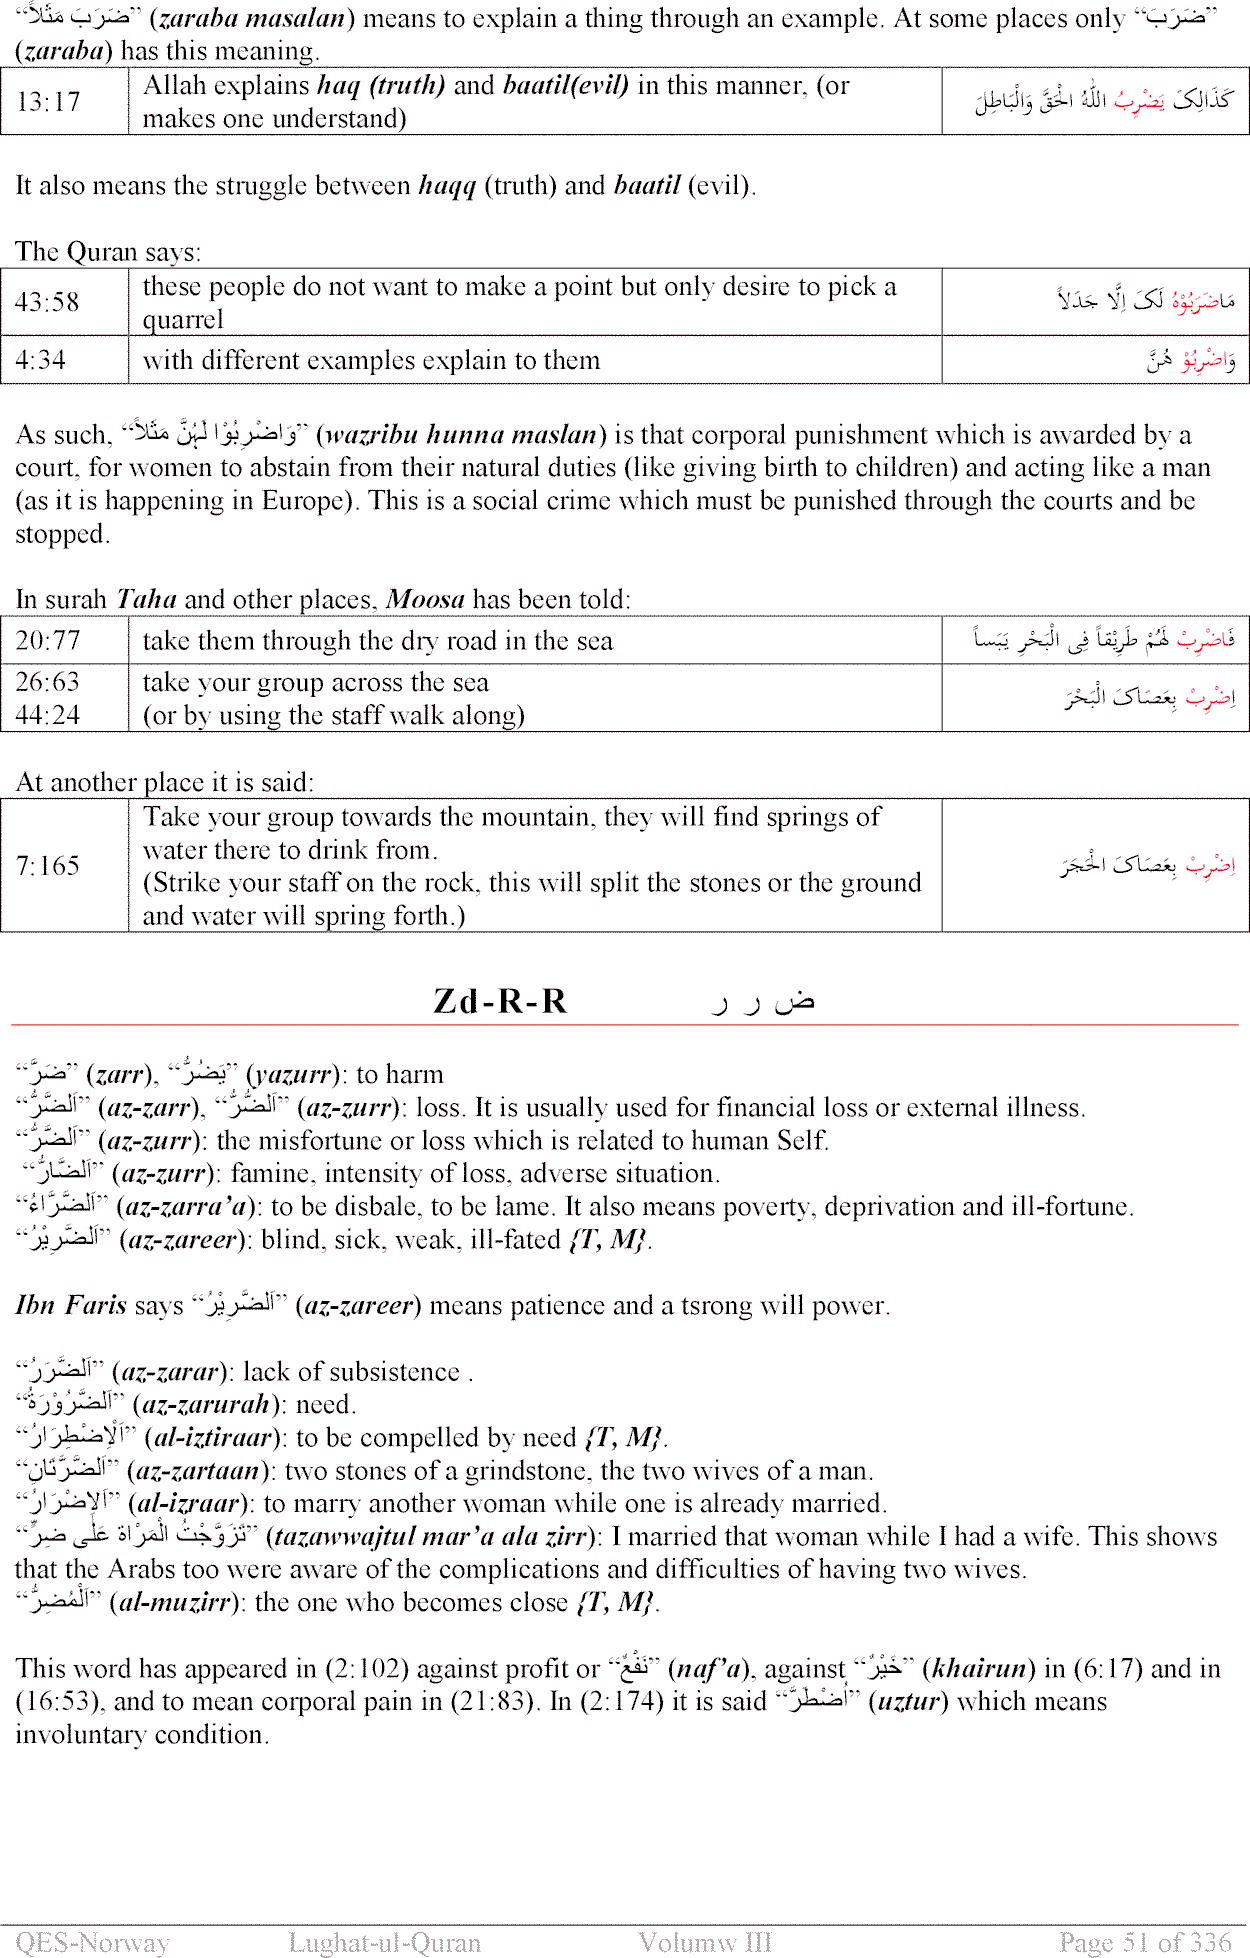 “ضَرَبَ مَثَلاً” (zaraba masalan) means to explain a thing through an example. At some places only “ضَرَبَ”
(zaraba) has this meaning.
13:17 Allah explains haq (truth) and baatil(evil) in this manner, (or
makes one understand) کَذَالِکَ يَضْرِبُ اللهُ الْحَقَّ وَالْبَاطِلَ
It also means the struggle between haqq (truth) and baatil (evil).
The Quran says:
43:58 these people do not want to make a point but only desire to pick a
quarrel مَاضَرَبُوْهُ لَکَ اِلَّا جَدَلاً
4:34 with different examples explain to them وَاضْرِبُوْ هُنَّ
As such, “وَاضْرِبُوْا لَہُنَّ مَثَلاً” (wazribu hunna maslan) is that corporal punishment which is awarded by a
court, for women to abstain from their natural duties (like giving birth to children) and acting like a man
(as it is happening in Europe). This is a social crime which must be punished through the courts and be
stopped.
In surah Taha and other places, Moosa has been told:
20:77 take them through the dry road in the sea فَاضْرِبْ لَهُمْ طَرِيْقاً فِی الْبَحْرِ يَبَساً
26:63 take your group across the sea
44:24 (or by using the staff walk along) اِضْرِبْ بِعَصَاکَ الْبَحْرَ
At another place it is said:
7:165 Take your group towards the mountain, they will find springs of
water there to drink from.
(Strike your staff on the rock, this will split the stones or the ground
and water will spring forth.) اِضْرِبْ بِعَصَاکَ الْحَجَرَ
Zd-R-R ض ر ر
“ضَرَّ” (zarr), “يَضُرُّ” (yazurr): to harm
“اَلضَّرُّ” (az-zarr), “اَلضُّرُّ” (az-zurr): loss. It is usually used for financial loss or external illness.
“اَلضَّرُّ” (az-zurr): the misfortune or loss which is related to human Self.
“اَلضَّارُّ” (az-zurr): famine, intensity of loss, adverse situation.
“اَلضَّرَّاءُ” (az-zarra’a): to be disbale, to be lame. It also means poverty, deprivation and ill-fortune.
“اَلضَّرِيْرُ” (az-zareer): blind, sick, weak, ill-fated {T, M}.
Ibn Faris says “اَلضَّرِيْرُ” (az-zareer) means patience and a tsrong will power.
“اَلضَّرَرُ” (az-zarar): lack of subsistence .
“اَلضَّرُوْرَةُ” (az-zarurah): need.
“اَلْاِضْطِرَارُ” (al-iztiraar): to be compelled by need {T, M}.
“اَلضَّرَّتَانِ” (az-zartaan): two stones of a grindstone, the two wives of a man.
“اَلاِضْرَارُ” (al-izraar): to marry another woman while one is already married.
“تَزَوَّجْتُ الْمَرْاةَ عَلٰی ضِرٍّ” (tazawwajtul mar’a ala zirr): I married that woman while I had a wife. This shows
that the Arabs too were aware of the complications and difficulties of having two wives.
“اَلْمُضِرُّ” (al-muzirr): the one who becomes close {T, M}.
This word has appeared in (2:102) against profit or “نَفْعٌ” (naf’a), against “خَيْرٌ” (khairun) in (6:17) and in
(16:53), and to mean corporal pain in (21:83). In (2:174) it is said “اُضْطَرَّ” (uztur) which means
involuntary condition.
QES-Norway Lughat-ul-Quran Volumw III Page 51 of 336